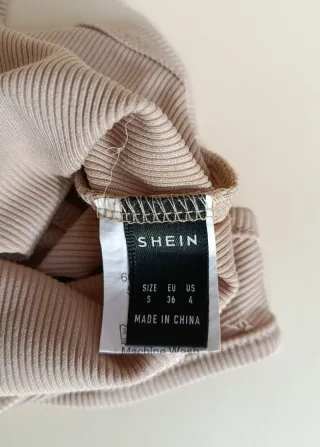 SHEIN
SIZE EU US
S 36 4
MADE IN CHINA
Machine Wash